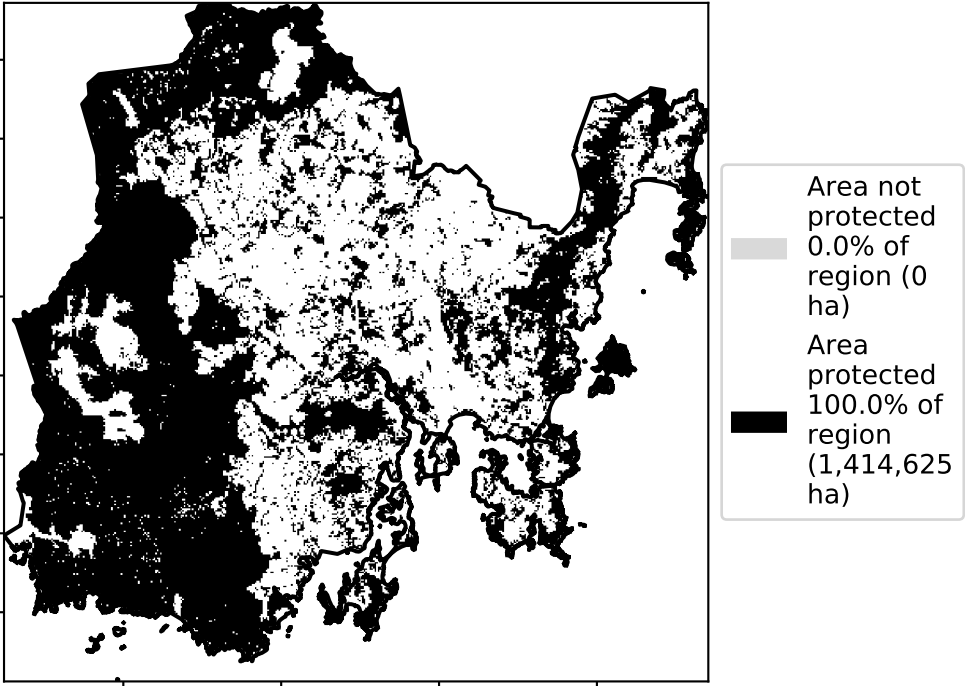 Area not
protected
0.0% of
region (0
ha)
Area
protected
100.0% of
region
(1,414,625
ha)